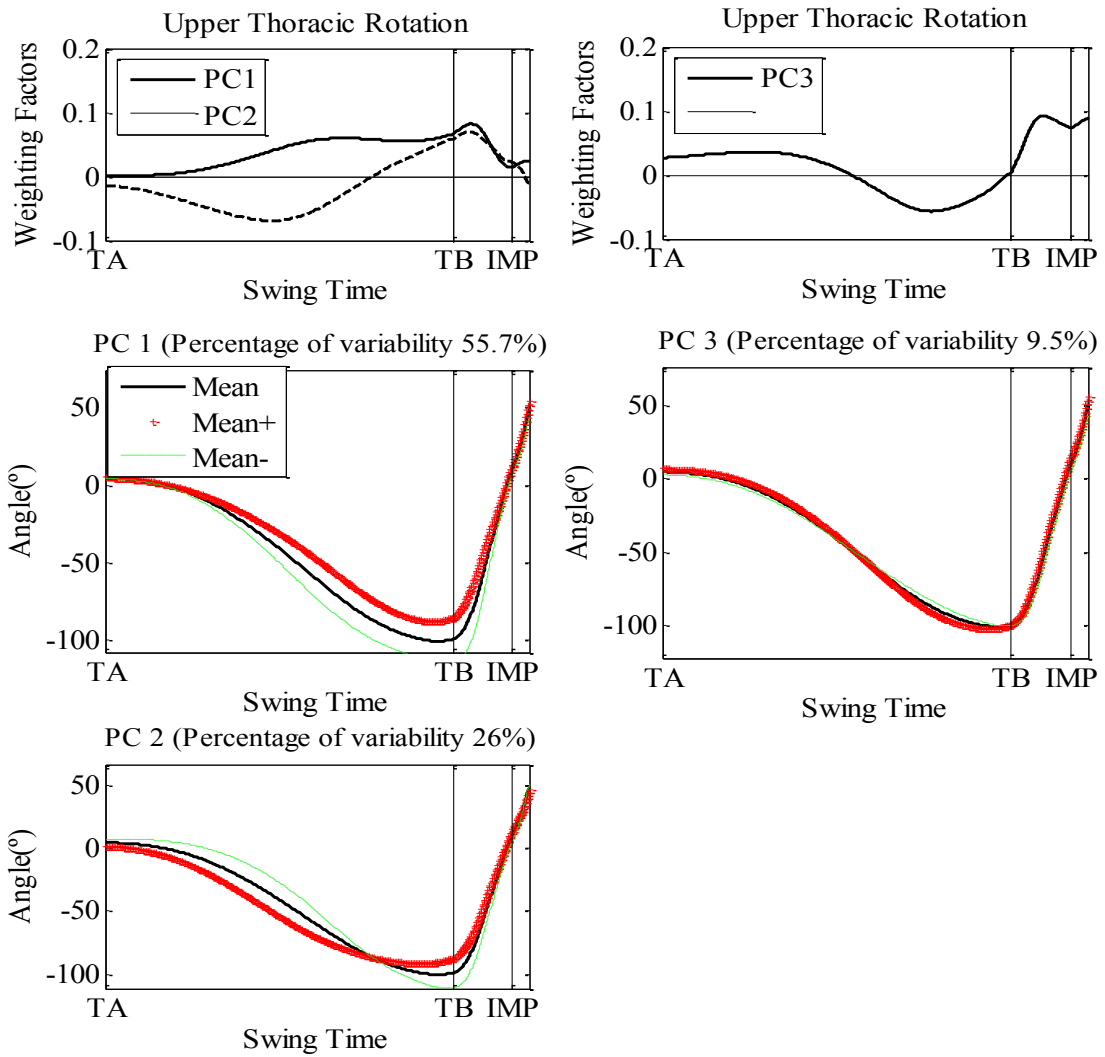 Upper Thoracic Rotation
Weighting Factors
0.2
0.1
0
-0.1
PC1
PC2
TA
TB
IMP
Swing Time
Upper Thoracic Rotation
Weighting Factors
0.2
0.1
0
-0.1
PC3
TA
TB
IMP
Swing Time
PC 1 (Percentage of variability 55.7%)
Angle(º)
50
0
-50
-100
Mean
Mean+
Mean-
TA
TB
IMP
Swing Time
PC 3 (Percentage of variability 9.5%)
Angle(º)
50
0
-50
-100
TA
TB
IMP
Swing Time
PC 2 (Percentage of variability 26%)
Angle(º)
50
0
-50
-100
TA
TB
IMP
Swing Time